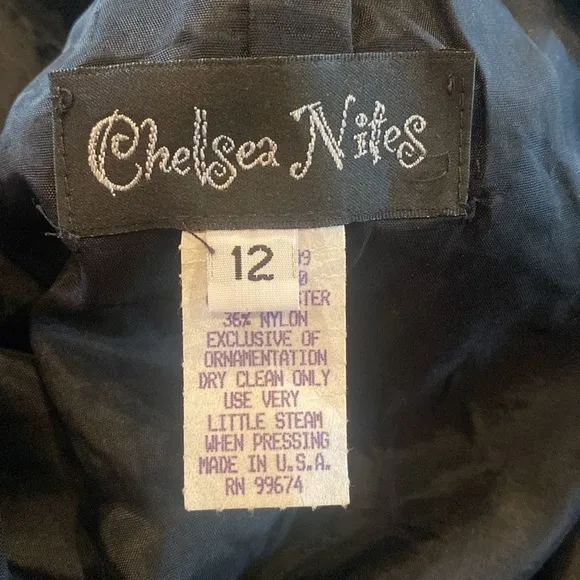 Chelsea Nites
12
36% NYLON
EXCLUSIVE OF
ORNAMENTATION
DRY CLEAN ONLY
USE VERY
LITTLE STEAM
WHEN PRESSING
MADE IN U.S.A.
RN 99674